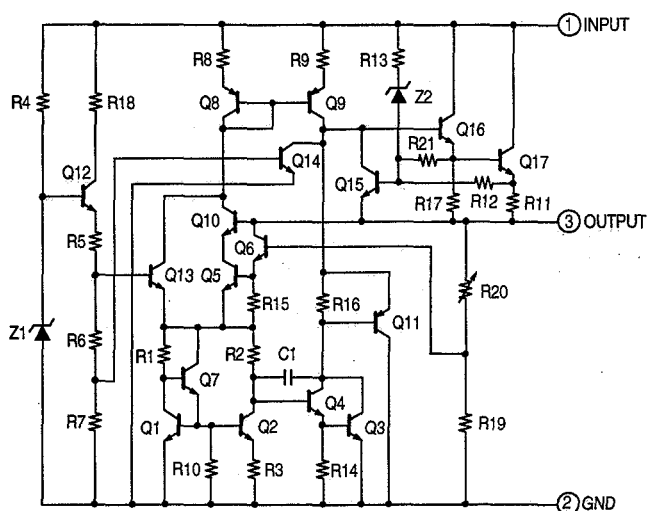 1 INPUT
R8
R9
R13
R4
R18
Z2
Q8
Q9
Q16
Q12
Q14
R21
Q17
Q15
R12
R17
R11
Q10
3 OUTPUT
R5
Q6
Q13
Q5
R20
R15
R16
Z1
R6
Q11
R1
R2
C1
Q7
Q4
R7
Q1
Q2
Q3
R19
R10
R3
R14
2 GND